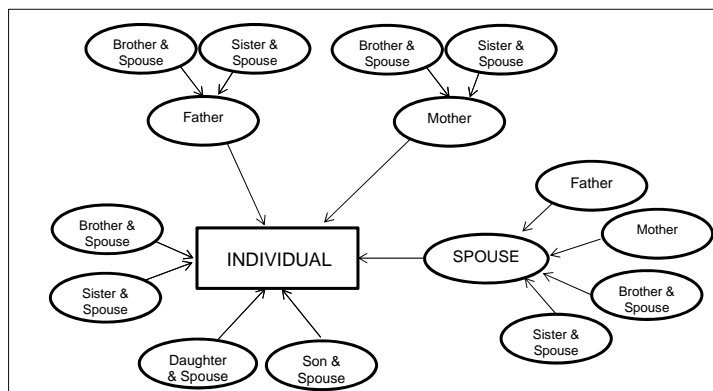 Brother &
Spouse
Sister &
Spouse
Brother &
Spouse
Sister &
Spouse
Father
Mother
Father
Brother &
Spouse
Mother
INDIVIDUAL
SPOUSE
Sister &
Spouse
Brother &
Spouse
Sister &
Spouse
Daughter
& Spouse
Son &
Spouse